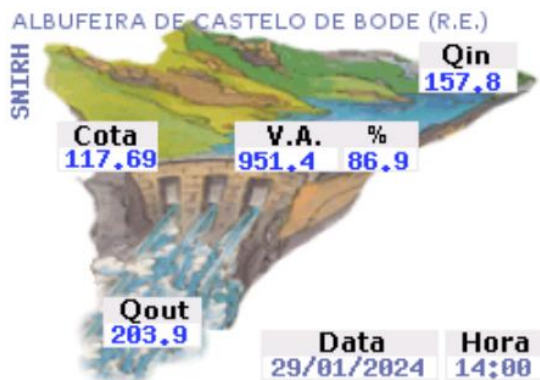 ALBUFEIRA DE CASTELO DE BODE (R.E.)
SNIRH
Qin
157.8
Cota
117.69
V.A. %
951.4 86.9
Qout
203.9
Data Hora
29/01/2024 14:00